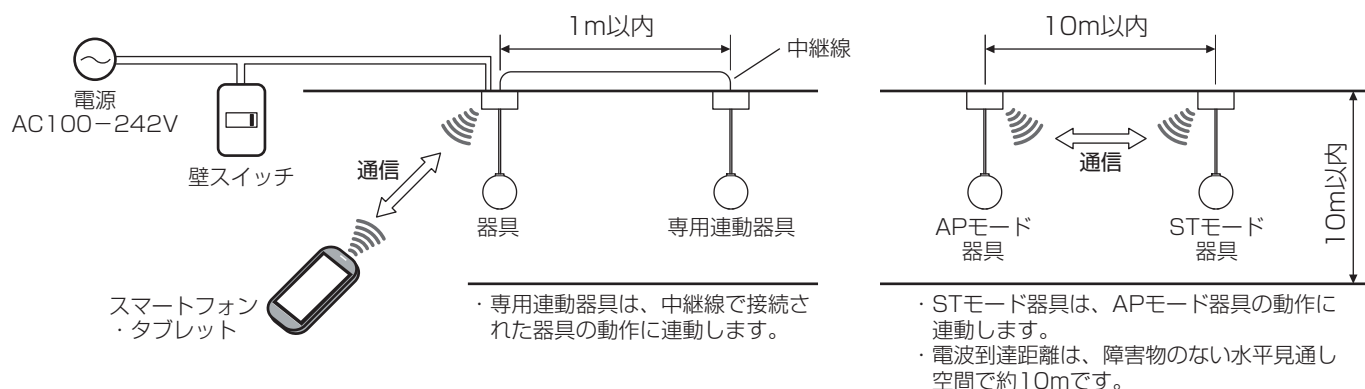 1m以内
中継線
電源
AC100－242V
壁スイッチ
通信
器具
専用連動器具
スマートフォン
・タブレット
・専用連動器具は、中継線で接続さ
れた器具の動作に連動します。
10m以内
通信
APモード
器具
STモード
器具
10m以内
・STモード器具は、APモード器具の動作に
連動します。
・電波到達距離は、障害物のない水平見通し
空間で約10mです。